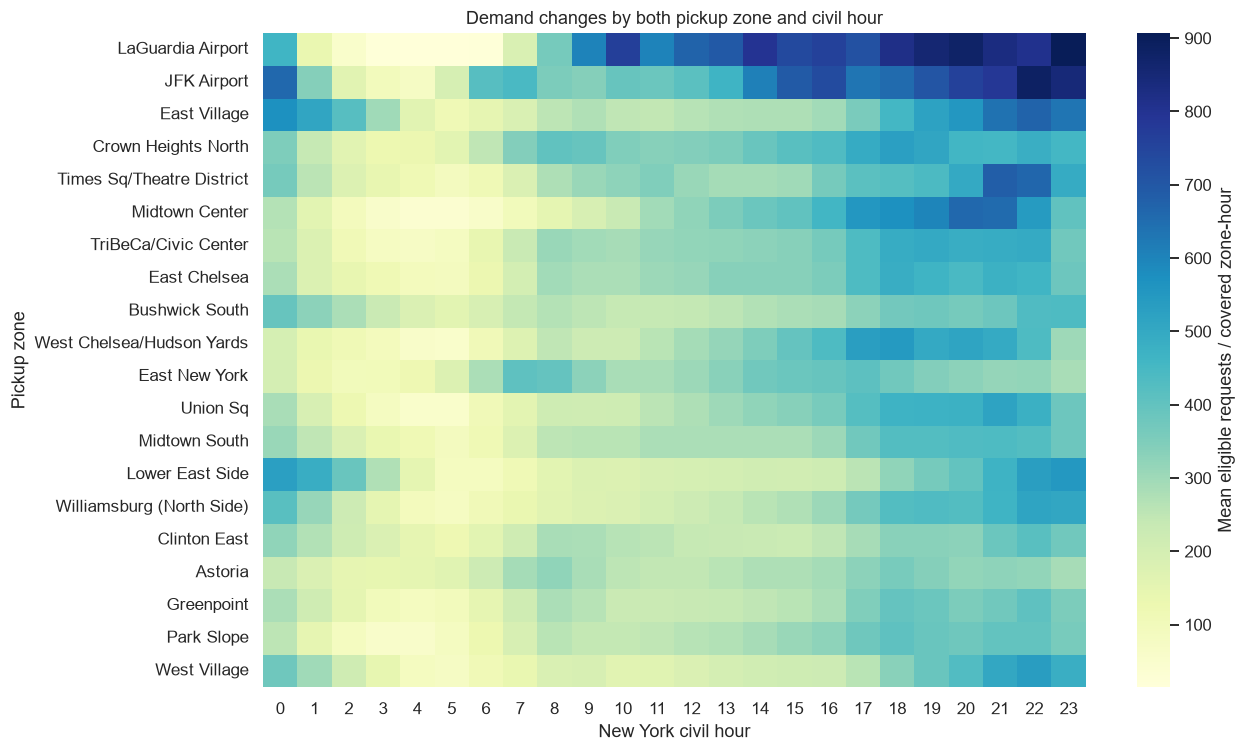 Demand changes by both pickup zone and civil hour
Pickup zone
LaGuardia Airport
JFK Airport
East Village
Crown Heights North
Times Sq/Theatre District
Midtown Center
TriBeCa/Civic Center
East Chelsea
Bushwick South
West Chelsea/Hudson Yards
East New York
Union Sq
Midtown South
Lower East Side
Williamsburg (North Side)
Clinton East
Astoria
Greenpoint
Park Slope
West Village
0 1 2 3 4 5 6 7 8 9 10 11 12 13 14 15 16 17 18 19 20 21 22 23
New York civil hour
900
800
700
600
500
400
300
200
100
Mean eligible requests / covered zone-hour